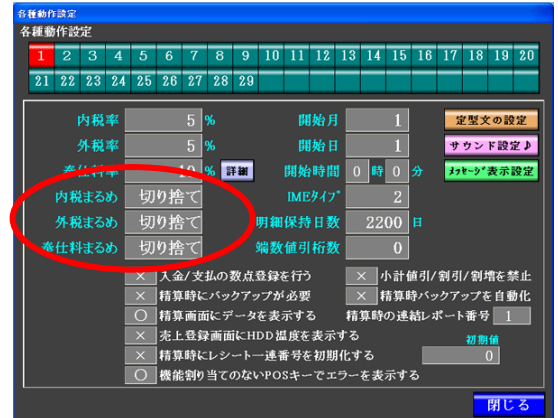 各種動作設定
各種動作設定
1 2 3 4 5 6 7 8 9 10 11 12 13 14 15 16 17 18 19 20
21 22 23 24 25 26 27 28 29
内税率 5 % 開始月 1 定型文の設定
外税率 5 % 開始日 1 サウンド設定♪
奉仕料率 10 % 詳細 開始時間 0 時 0 分 ﾒｯｾｰｼﾞ表示設定
内税まるめ 切り捨て IMEﾀｲﾌﾟ 2
外税まるめ 切り捨て 明細保持日数 2200 日
奉仕料まるめ 切り捨て 端数値引桁数 0
× 入金/支払の数点登録を行う × 小計値引/割引/割増を禁止
× 精算時にバックアップが必要 × 精算時バックアップを自動化
○ 精算画面にデータを表示する 精算時の連結レポート番号 1
× 売上登録画面にHDD温度を表示する 初期値
× 精算時にレシート一連番号を初期化する 0
○ 機能割り当てのないPOSキーでエラーを表示する
閉じる